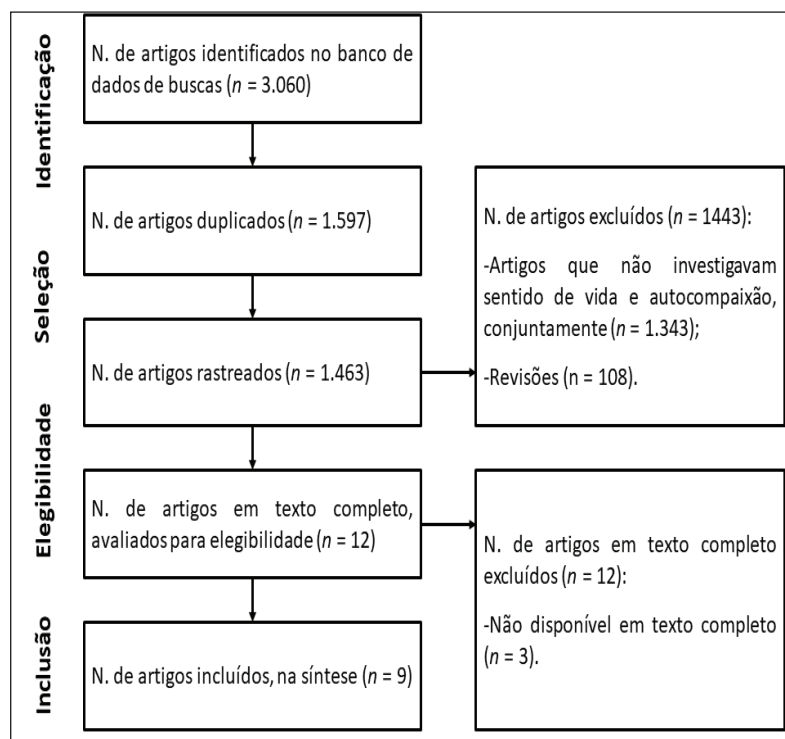 Identificação
N. de artigos identificados no banco de
dados de buscas (n = 3.060)
N. de artigos duplicados (n = 1.597)
Seleção
N. de artigos rastreados (n = 1.463)
N. de artigos excluídos (n = 1443):
-Artigos que não investigavam
sentido de vida e autocompaixão,
conjuntamente (n = 1.343);
-Revisões (n = 108).
Elegibilidade
N. de artigos em texto completo,
avaliados para elegibilidade (n = 12)
N. de artigos em texto completo
excluídos (n = 12):
-Não disponível em texto completo
(n = 3).
Inclusão
N. de artigos incluídos, na síntese (n = 9)